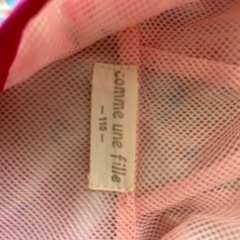 comme une fille
– 110 –